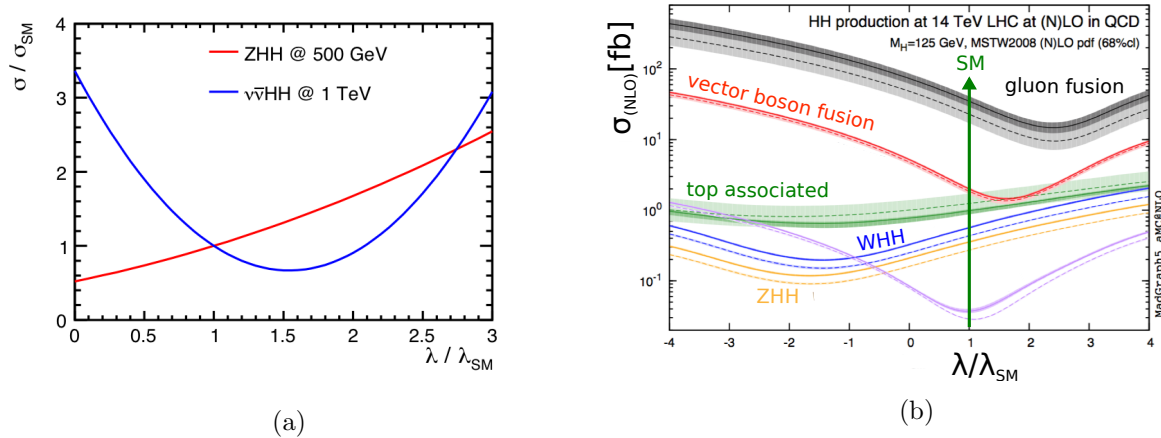 4
3
2
1
0
σ / σSM
ZHH @ 500 GeV
νν̄HH @ 1 TeV
0 0.5 1 1.5 2 2.5 3
λ / λSM
(a)
HH production at 14 TeV LHC at (N)LO in QCD
MH=125 GeV, MSTW2008 (N)LO pdf (68%cl)
SM
gluon fusion
vector boson fusion
top associated
WHH
ZHH
σ(NLO)[fb]
10²
10¹
10⁰
10⁻¹
-4 -3 -2 -1 0 1 2 3 4
λ/λSM
MadGraph5_aMC@NLO
(b)